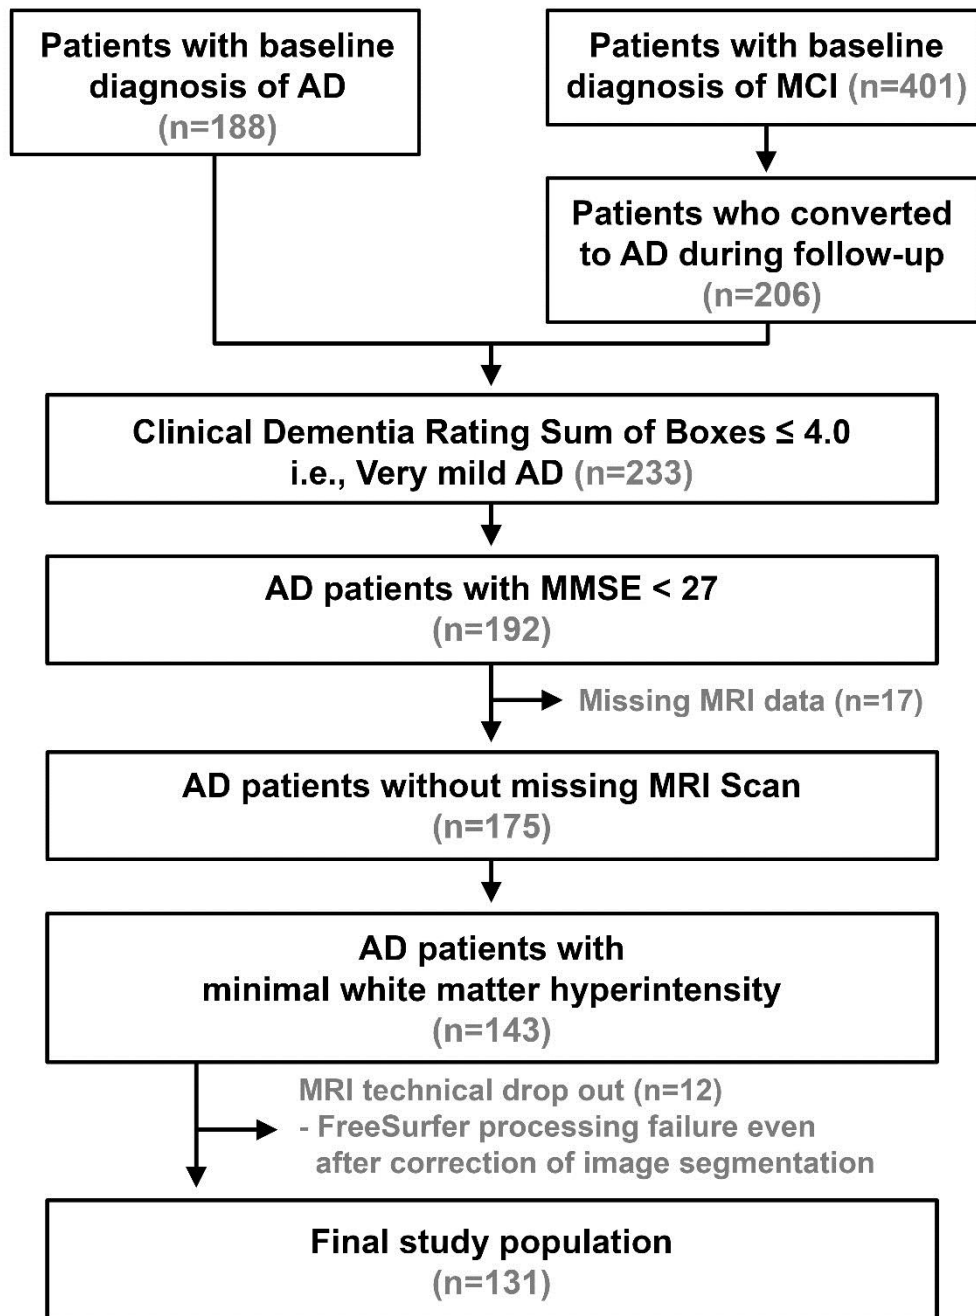 Patients with baseline
diagnosis of AD
(n=188)
Patients with baseline
diagnosis of MCI (n=401)
Patients who converted
to AD during follow-up
(n=206)
Clinical Dementia Rating Sum of Boxes ≤ 4.0
i.e., Very mild AD (n=233)
AD patients with MMSE < 27
(n=192)
Missing MRI data (n=17)
AD patients without missing MRI Scan
(n=175)
AD patients with
minimal white matter hyperintensity
(n=143)
MRI technical drop out (n=12)
- FreeSurfer processing failure even
after correction of image segmentation
Final study population
(n=131)